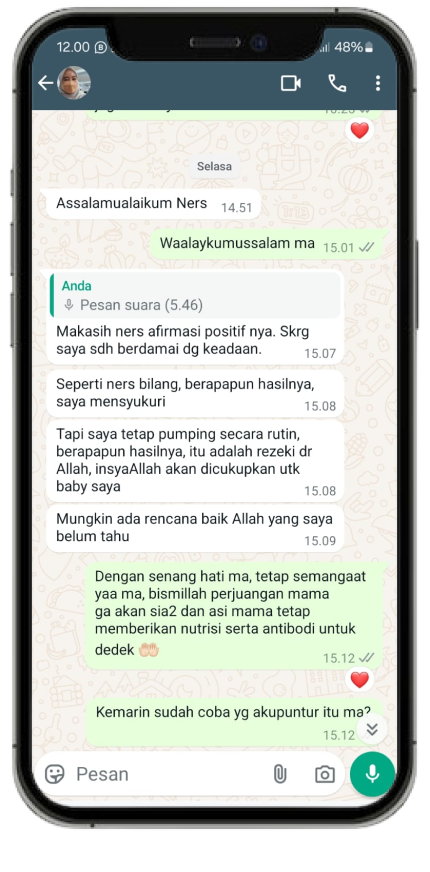 12.00
48%
Selasa
Assalamualaikum Ners 14.51
Waalaykumussalam ma 15.01
Anda
Pesan suara (5.46)
Makasih ners afirmasi positif nya. Skrg
saya sdh berdamai dg keadaan. 15.07
Seperti ners bilang, berapapun hasilnya,
saya mensyukuri 15.08
Tapi saya tetap pumping secara rutin,
berapapun hasilnya, itu adalah rezeki dr
Allah, insyaAllah akan dicukupkan utk
baby saya 15.08
Mungkin ada rencana baik Allah yang saya
belum tahu 15.09
Dengan senang hati ma, tetap semangaat
yaa ma, bismillah perjuangan mama
ga akan sia2 dan asi mama tetap
memberikan nutrisi serta antibodi untuk
dedek 🤲🏻 15.12
Kemarin sudah coba yg akupuntur itu ma?
15.12
Pesan